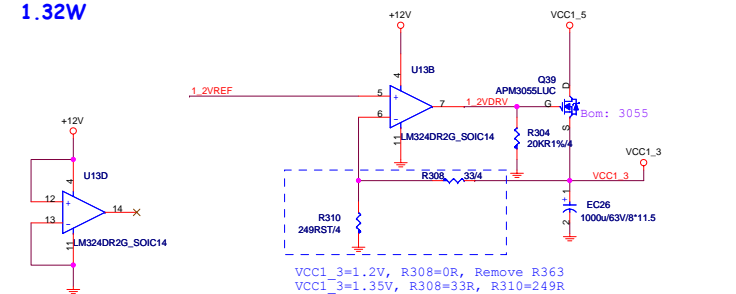 1.32W
+12V
VCC1_5
4
U13B
Q39
D
APM3055LUC
1_2VREF
5
+
7
1_2VDRV
G
Bom: 3055
6
-
S
11
LM324DR2G_SOIC14
R304
20KR1%/4
+12V
VCC1_3
4
U13D
R308
33/4
VCC1_3
12
+
14
13
-
R310
249RST/4
+
1
EC26
1000u/63V/8*11.5
2
11
LM324DR2G_SOIC14
VCC1_3=1.2V, R308=0R, Remove R363
VCC1_3=1.35V, R308=33R, R310=249R